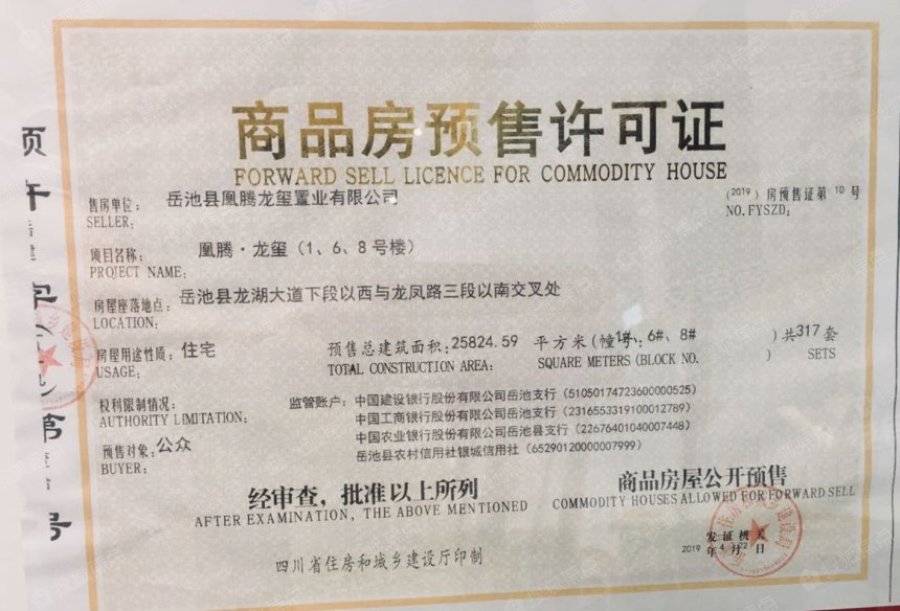 商品房预售许可证
FORWARD SELL LICENCE FOR COMMODITY HOUSE
售房单位: 岳池县凰腾龙玺置业有限公司
SELLER:
(2019) 房预售证第 10 号
NO.FYSZD:
项目名称: 凰腾·龙玺(1、6、8号楼)
PROJECT NAME:
房屋座落地点: 岳池县龙湖大道下段以西与龙凤路三段以南交叉处
LOCATION:
房屋用途性质: 住宅 预售总建筑面积:25824.59 平方米(幢号:1#、6#、8# )共317套
USAGE: TOTAL CONSTRUCTION AREA: SQUARE METERS (BLOCK NO. ) SETS
权利限制情况: 监管账户: 中国建设银行股份有限公司岳池支行(51050174723600000525)
AUTHORITY LIMITATION: 中国工商银行股份有限公司岳池支行(2316553319100012789)
中国农业银行股份有限公司岳池县支行(22676401040007448)
岳池县农村信用社银城信用社(65290120000007999)
预售对象: 公众
BUYER:
经审查,批准以上所列 商品房屋公开预售
AFTER EXAMINATION, THE ABOVE MENTIONED COMMODITY HOUSES ALLOWED FOR FORWARD SELL
发证机关
2019年4月22日
四川省住房和城乡建设厅印制